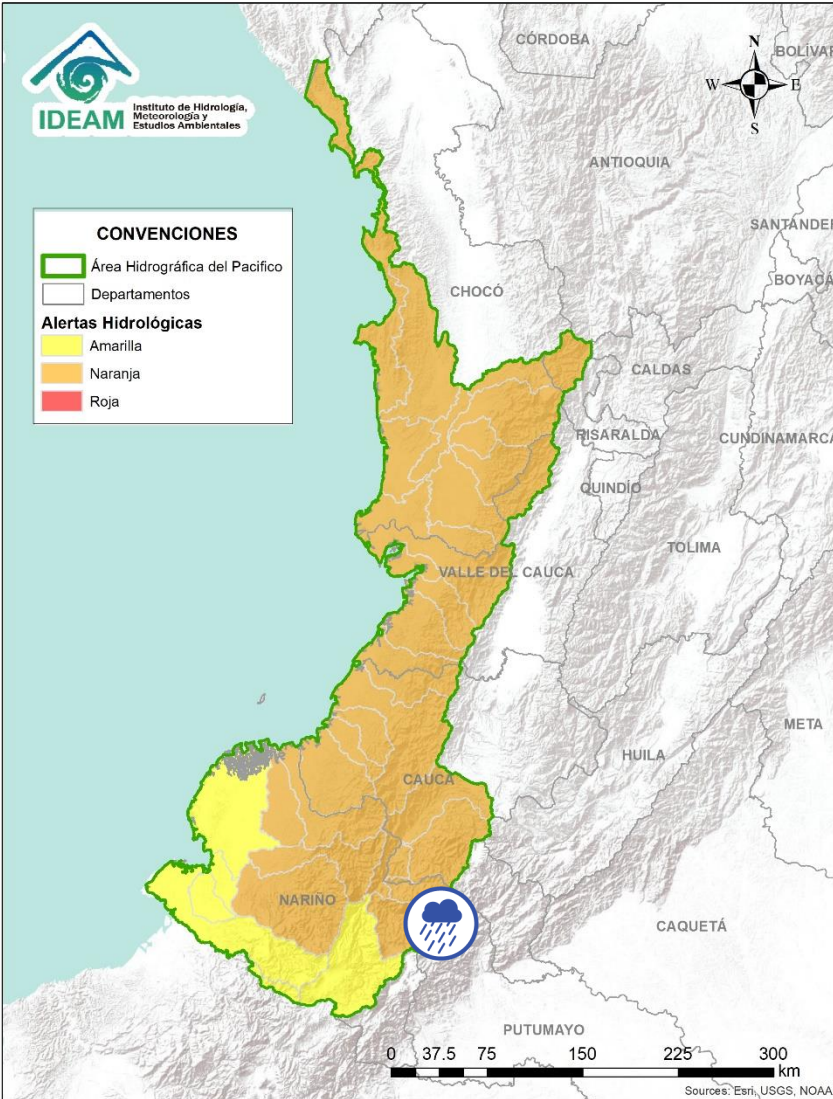 IDEAM
Instituto de Hidrología,
Meteorología y
Estudios Ambientales
N
W
E
S
CÓRDOBA
BOLÍVAR
ANTIOQUIA
SANTANDER
BOYACÁ
CONVENCIONES
Área Hidrográfica del Pacifico
Departamentos
Alertas Hidrológicas
Amarilla
Naranja
Roja
CHOCÓ
CALDAS
RISARALDA
CUNDINAMARCA
QUINDÍO
TOLIMA
VALLE DEL CAUCA
META
HUILA
CAUCA
NARIÑO
CAQUETÁ
PUTUMAYO
0 37.5 75 150 225 300
km
Sources: Esri, USGS, NOAA